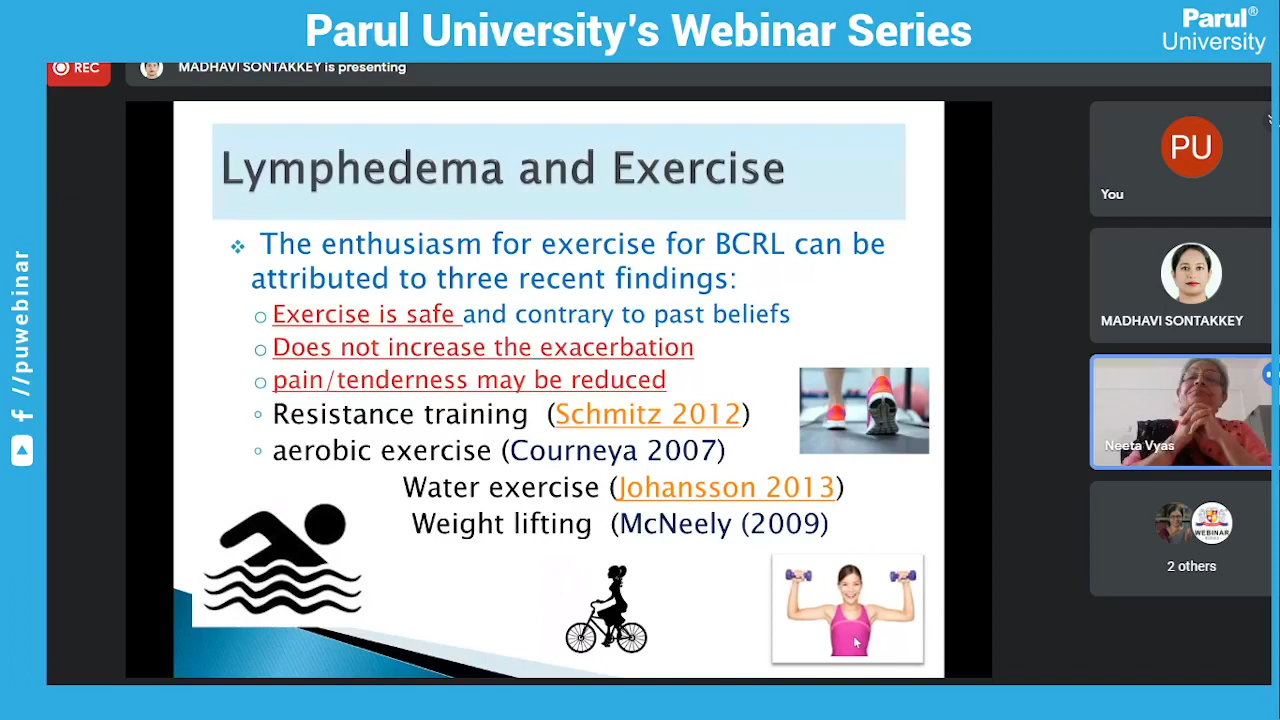 Parul University's Webinar Series
Parul®
University
REC
MADHAVI SONTAKKEY is presenting
Lymphedema and Exercise
The enthusiasm for exercise for BCRL can be
attributed to three recent findings:
Exercise is safe and contrary to past beliefs
Does not increase the exacerbation
pain/tenderness may be reduced
Resistance training (Schmitz 2012)
aerobic exercise (Courneya 2007)
Water exercise (Johansson 2013)
Weight lifting (McNeely (2009)
PU
You
MADHAVI SONTAKKEY
Neeta Vyas
WEBINAR
2 others
//puwebinar